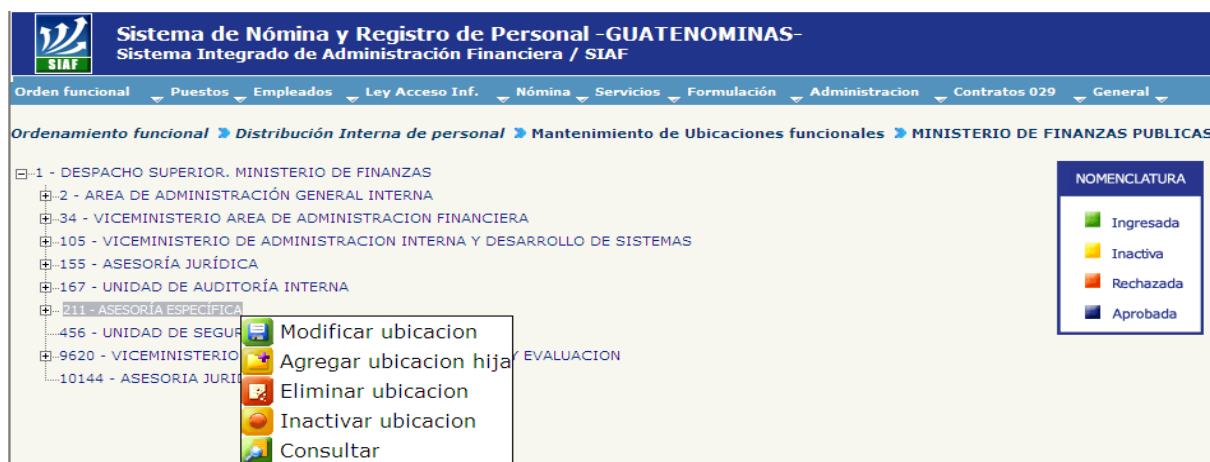 Sistema de Nómina y Registro de Personal -GUATENOMINAS-
Sistema Integrado de Administración Financiera / SIAF
SIAF
Orden funcional Puestos Empleados Ley Acceso Inf. Nómina Servicios Formulación Administracion Contratos 029 General
Ordenamiento funcional Distribución Interna de personal Mantenimiento de Ubicaciones funcionales MINISTERIO DE FINANZAS PUBLICAS
1 - DESPACHO SUPERIOR. MINISTERIO DE FINANZAS
2 - AREA DE ADMINISTRACIÓN GENERAL INTERNA
34 - VICEMINISTERIO AREA DE ADMINISTRACION FINANCIERA
105 - VICEMINISTERIO DE ADMINISTRACION INTERNA Y DESARROLLO DE SISTEMAS
155 - ASESORÍA JURÍDICA
167 - UNIDAD DE AUDITORÍA INTERNA
211 - ASESORÍA ESPECÍFICA
456 - UNIDAD DE SEGUR
9620 - VICEMINISTERIO Y EVALUACION
10144 - ASESORIA JURI
Modificar ubicacion
Agregar ubicacion hija
Eliminar ubicacion
Inactivar ubicacion
Consultar
NOMENCLATURA
Ingresada
Inactiva
Rechazada
Aprobada